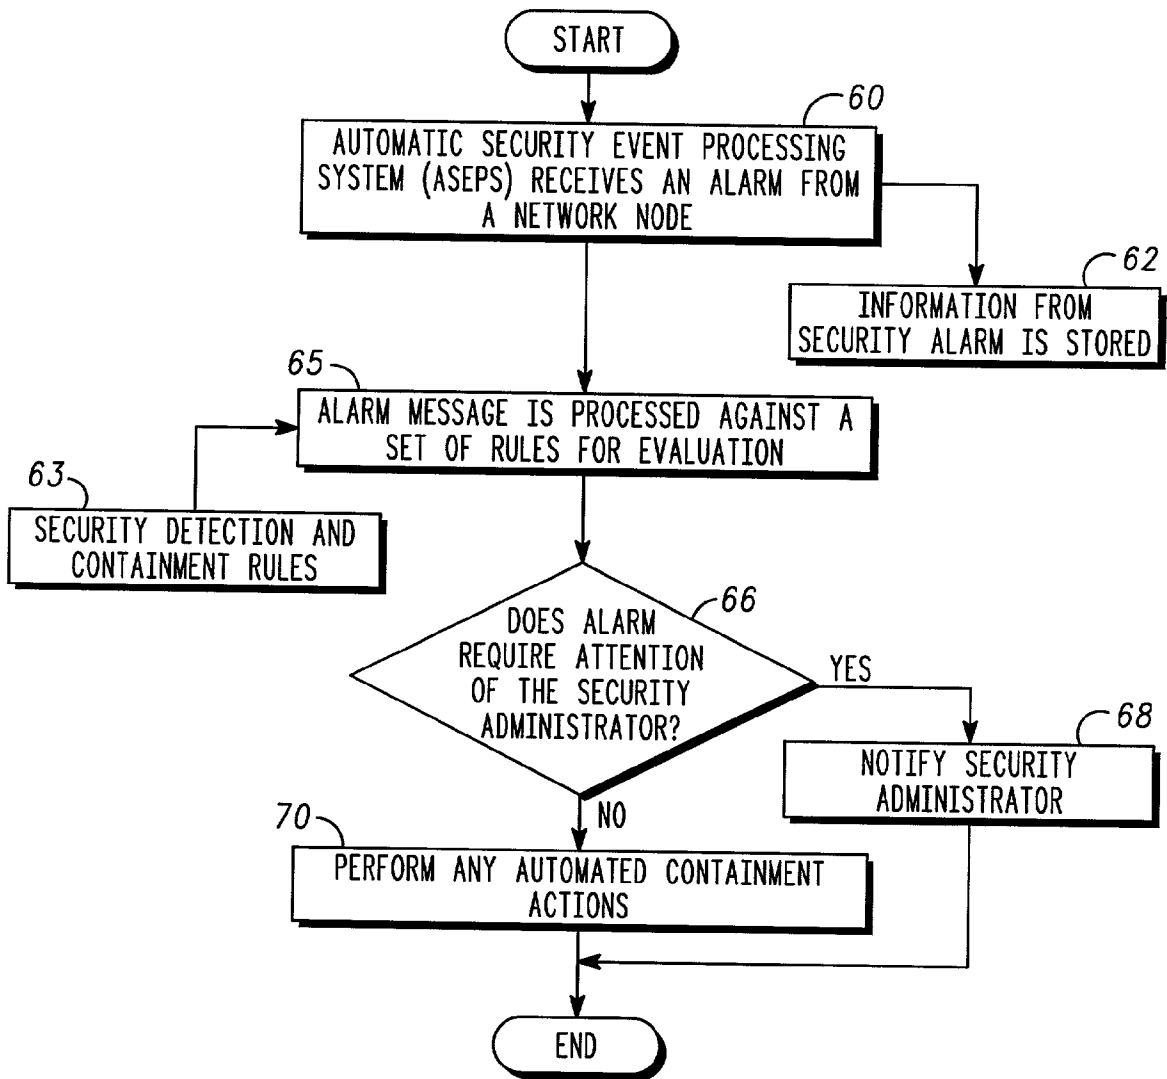 START
60
AUTOMATIC SECURITY EVENT PROCESSING
SYSTEM (ASEPS) RECEIVES AN ALARM FROM
A NETWORK NODE
62
INFORMATION FROM
SECURITY ALARM IS STORED
65
ALARM MESSAGE IS PROCESSED AGAINST A
SET OF RULES FOR EVALUATION
63
SECURITY DETECTION AND
CONTAINMENT RULES
66
DOES ALARM
REQUIRE ATTENTION
OF THE SECURITY
ADMINISTRATOR?
YES
68
NOTIFY SECURITY
ADMINISTRATOR
NO
70
PERFORM ANY AUTOMATED CONTAINMENT
ACTIONS
END